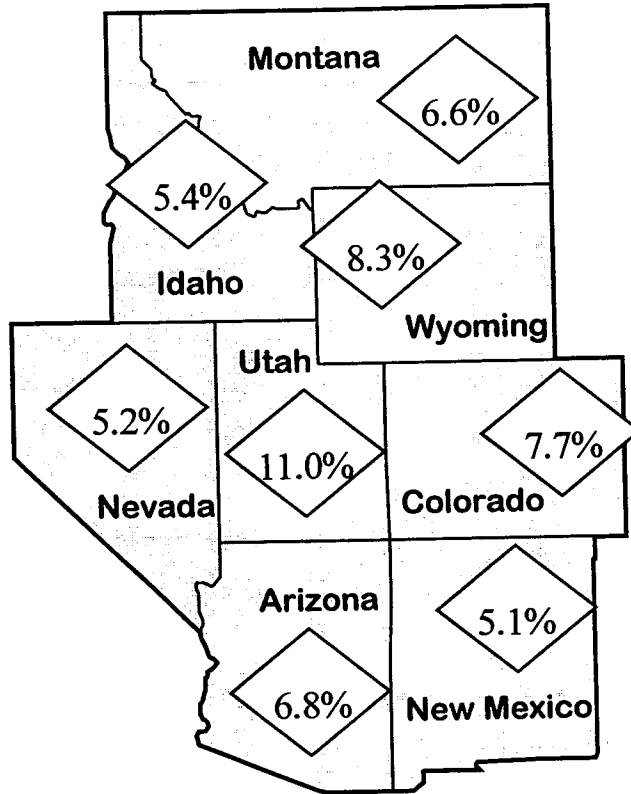 Montana
6.6%
5.4%
Idaho
8.3%
Wyoming
Utah
5.2%
11.0%
7.7%
Nevada
Colorado
Arizona
5.1%
6.8%
New Mexico